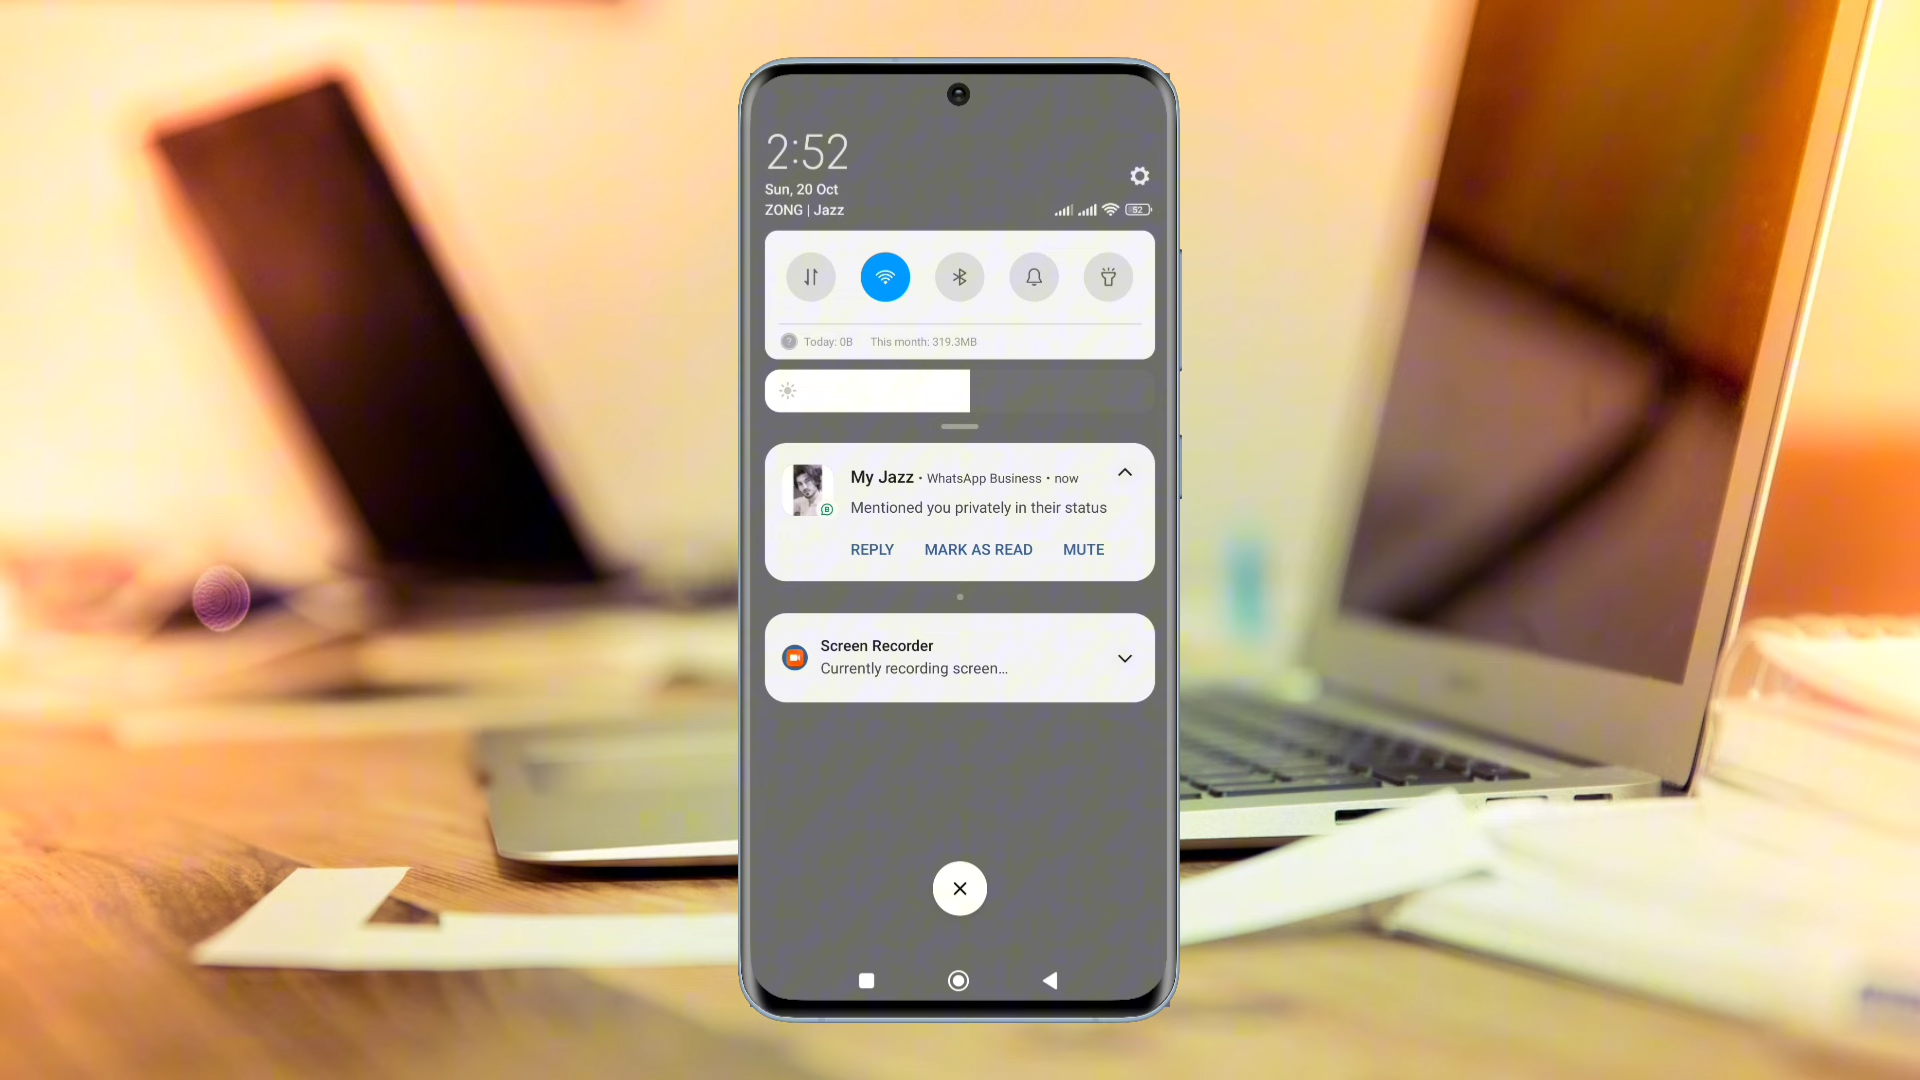 2:52
Sun, 20 Oct
ZONG | Jazz
52
Today: 0B This month: 319.3MB
My Jazz • WhatsApp Business • now
Mentioned you privately in their status
REPLY MARK AS READ MUTE
Screen Recorder
Currently recording screen...